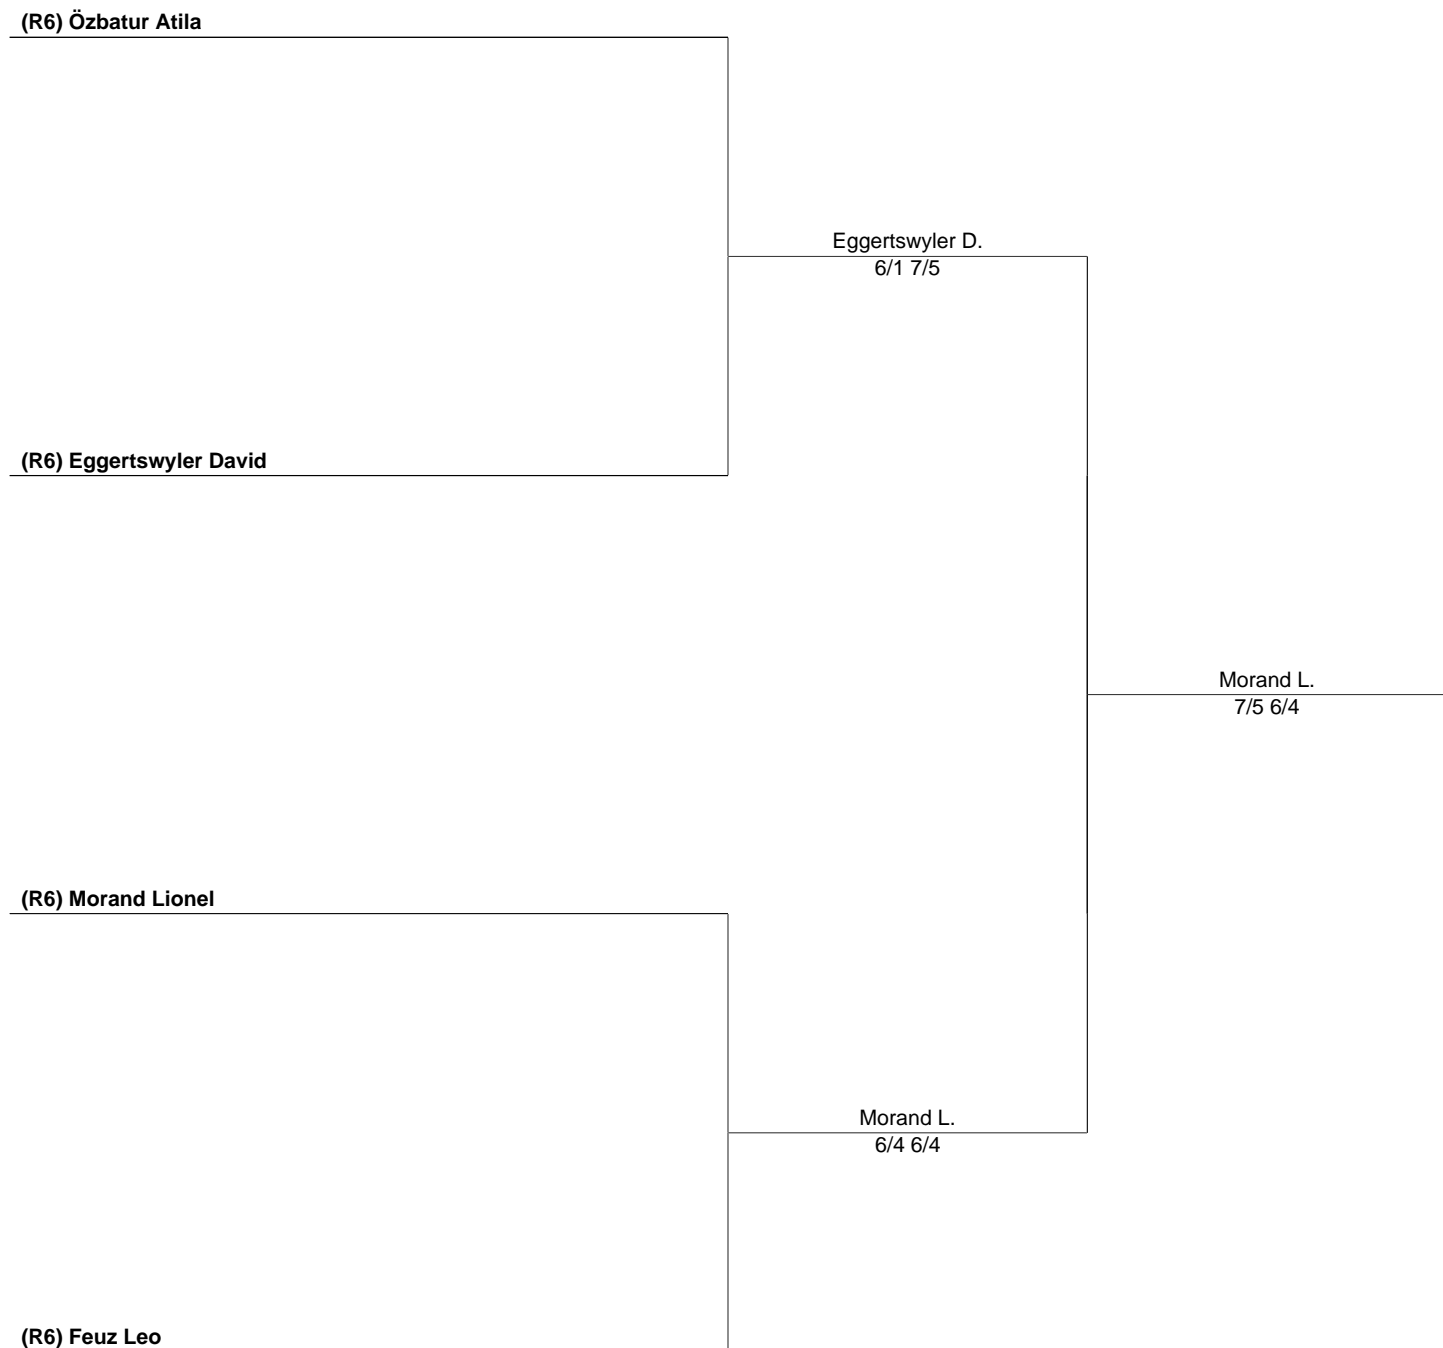 (R6) Özbatur Atila
Eggertswyler D.
6/1 7/5
(R6) Eggertswyler David
Morand L.
7/5 6/4
(R6) Morand Lionel
Morand L.
6/4 6/4
(R6) Feuz Leo